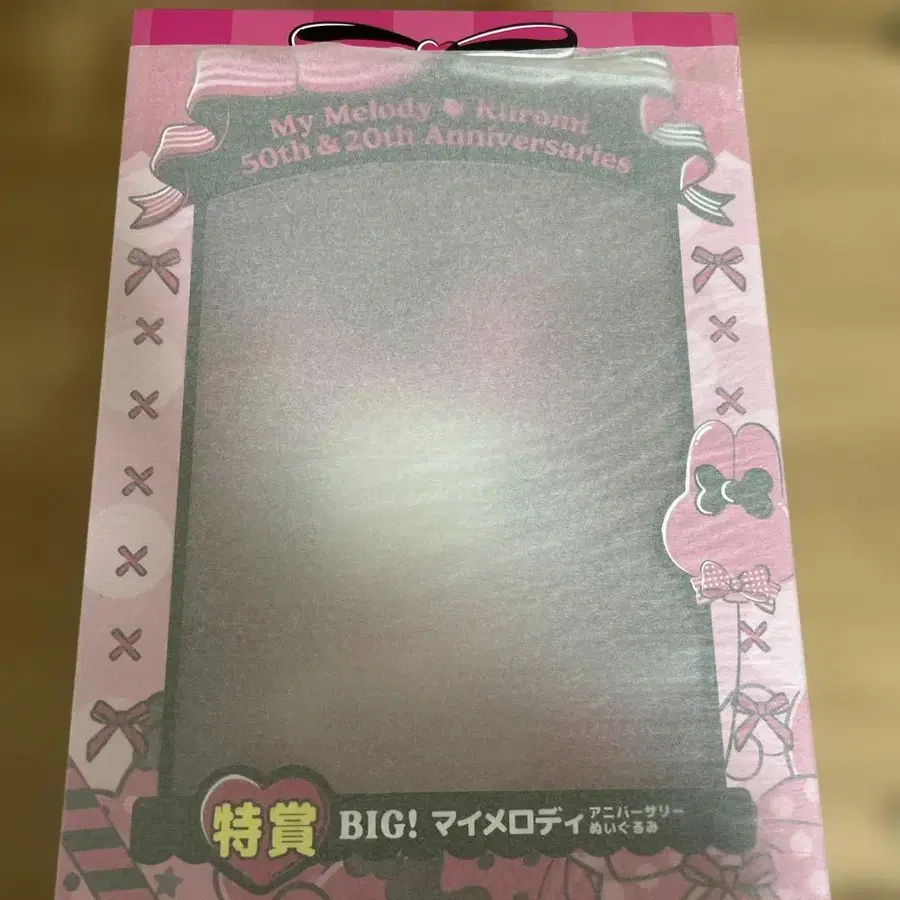 My Melody Kuromi
50th & 20th Anniversaries
特賞 BIG! マイメロディ アニバーサリー
ぬいぐるみ